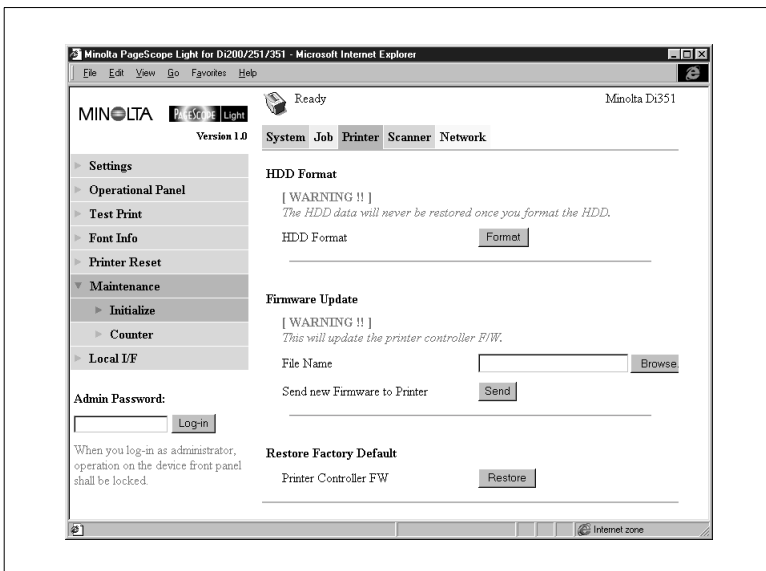 Minolta PageScope Light for Di200/251/351 - Microsoft Internet Explorer
File Edit View Go Favorites Help
MINOLTA PAGESCOPE Light
Version 1.0
Ready
Minolta Di351
System Job Printer Scanner Network
Settings
Operational Panel
Test Print
Font Info
Printer Reset
Maintenance
Initialize
Counter
Local I/F
Admin Password:
Log-in
When you log-in as administrator,
operation on the device front panel
shall be locked.
HDD Format
[ WARNING !! ]
The HDD data will never be restored once you format the HDD.
HDD Format Format
Firmware Update
[ WARNING !! ]
This will update the printer controller F/W.
File Name Browse
Send new Firmware to Printer Send
Restore Factory Default
Printer Controller FW Restore
Internet zone